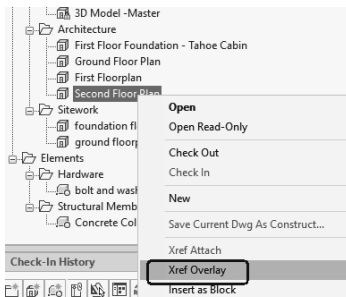 3D Model -Master
Architecture
First Floor Foundation - Tahoe Cabin
Ground Floor Plan
First Floorplan
Second Floor Plan
Sitework
foundation fl
ground floorp
Elements
Hardware
bolt and wash
Structural Memb
Concrete Col
Open
Open Read-Only
Check Out
Check In
New
Save Current Dwg As Construct...
Xref Attach
Xref Overlay
Insert as Block
Check-In History